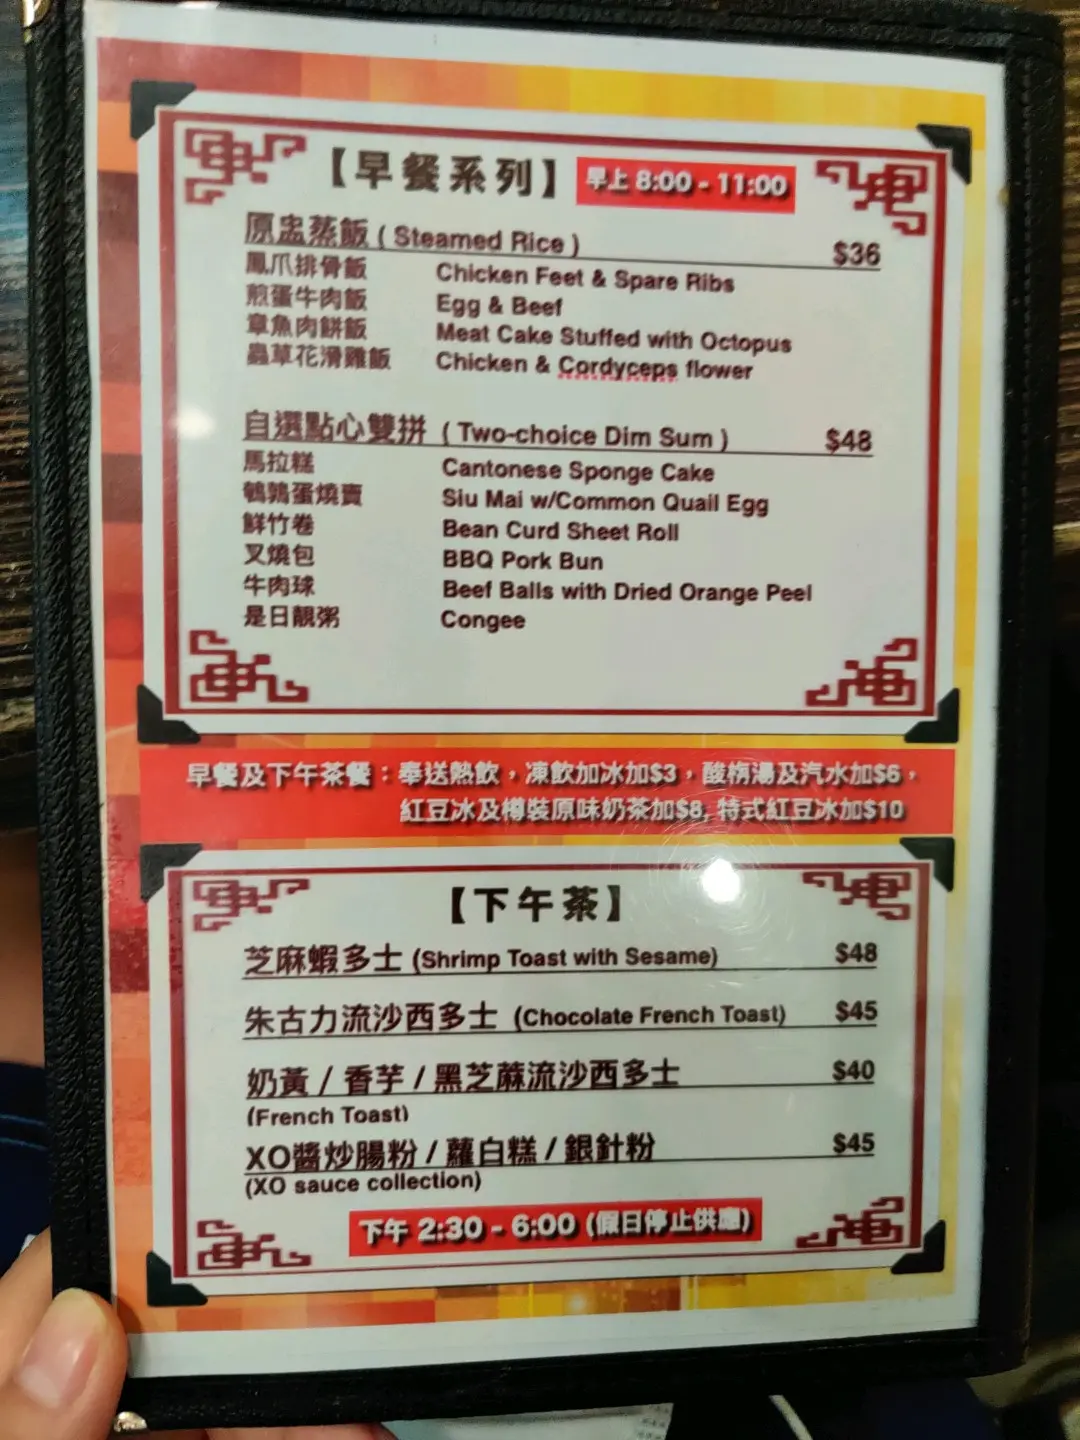 【早餐系列】 早上 8:00 - 11:00
原盅蒸飯 ( Steamed Rice ) $36
鳳爪排骨飯 Chicken Feet & Spare Ribs
煎蛋牛肉飯 Egg & Beef
章魚肉餅飯 Meat Cake Stuffed with Octopus
蟲草花滑雞飯 Chicken & Cordyceps flower
自選點心雙拼 ( Two-choice Dim Sum ) $48
馬拉糕 Cantonese Sponge Cake
鵪鶉蛋燒賣 Siu Mai w/Common Quail Egg
鮮竹卷 Bean Curd Sheet Roll
叉燒包 BBQ Pork Bun
牛肉球 Beef Balls with Dried Orange Peel
是日靚粥 Congee
早餐及下午茶餐：奉送熱飲，凍飲加冰加$3，酸梅湯及汽水加$6，
紅豆冰及樽裝原味奶茶加$8, 特式紅豆冰加$10
【下午茶】
芝麻蝦多士 (Shrimp Toast with Sesame) $48
朱古力流沙西多士 (Chocolate French Toast) $45
奶黃 / 香芋 / 黑芝蔴流沙西多士 $40
(French Toast)
XO醬炒腸粉 / 蘿白糕 / 銀針粉 $45
(XO sauce collection)
下午 2:30 - 6:00 (假日停止供應)